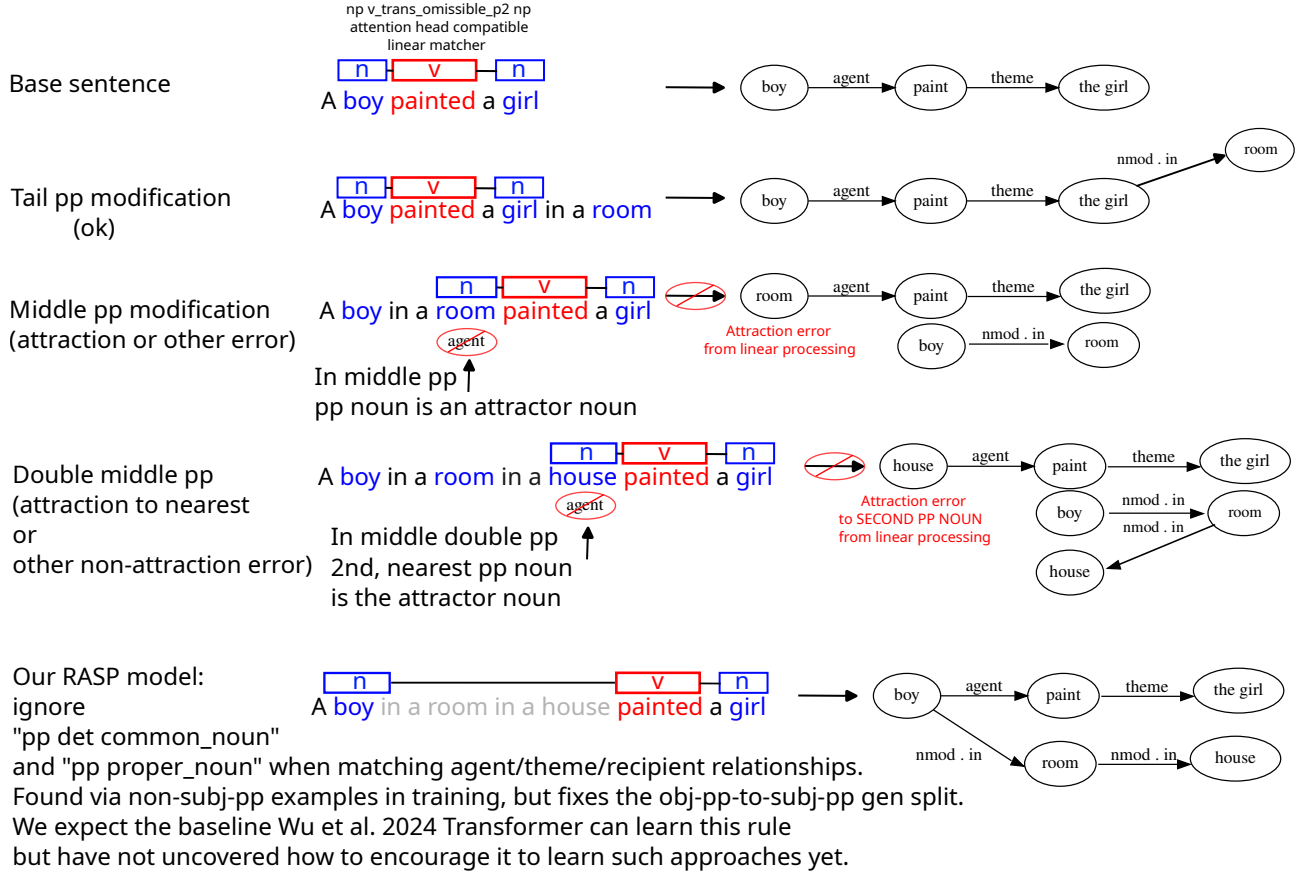 np v_trans_omissible_p2 np
attention head compatible
linear matcher
n v n
Base sentence
A boy painted a girl
boy agent paint theme the girl
n v n
Tail pp modification
(ok)
A boy painted a girl in a room
boy agent paint theme the girl nmod . in room
n v n
Middle pp modification
(attraction or other error)
A boy in a room painted a girl
agent
In middle pp
pp noun is an attractor noun
room agent paint theme the girl
Attraction error
from linear processing
boy nmod . in room
n v n
Double middle pp
(attraction to nearest
or
other non-attraction error)
A boy in a room in a house painted a girl
agent
In middle double pp
2nd, nearest pp noun
is the attractor noun
house agent paint theme the girl
Attraction error
to SECOND PP NOUN
from linear processing
boy nmod . in room
nmod . in
house
n v n
A boy in a room in a house painted a girl
boy agent paint theme the girl
nmod . in room nmod . in house
Our RASP model:
ignore
"pp det common_noun"
and "pp proper_noun" when matching agent/theme/recipient relationships.
Found via non-subj-pp examples in training, but fixes the obj-pp-to-subj-pp gen split.
We expect the baseline Wu et al. 2024 Transformer can learn this rule
but have not uncovered how to encourage it to learn such approaches yet.